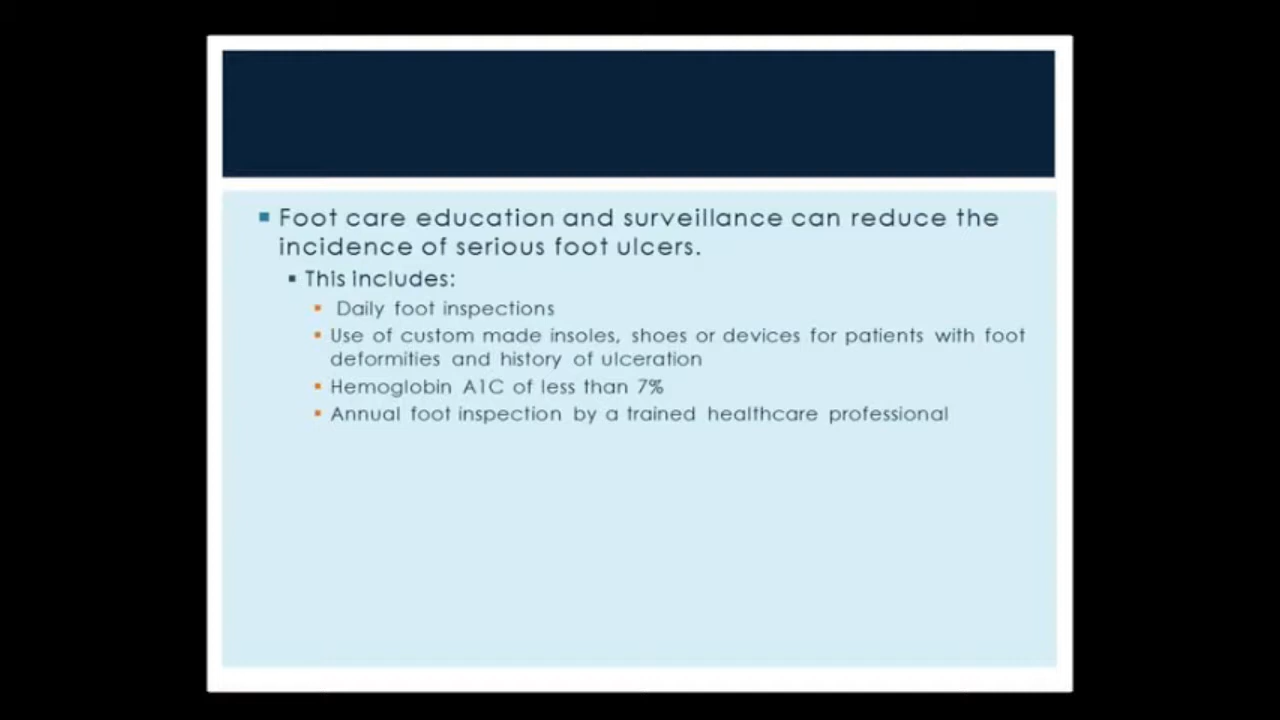 Foot care education and surveillance can reduce the
incidence of serious foot ulcers.
This includes:
Daily foot inspections
Use of custom made insoles, shoes or devices for patients with foot
deformities and history of ulceration
Hemoglobin A1C of less than 7%
Annual foot inspection by a trained healthcare professional